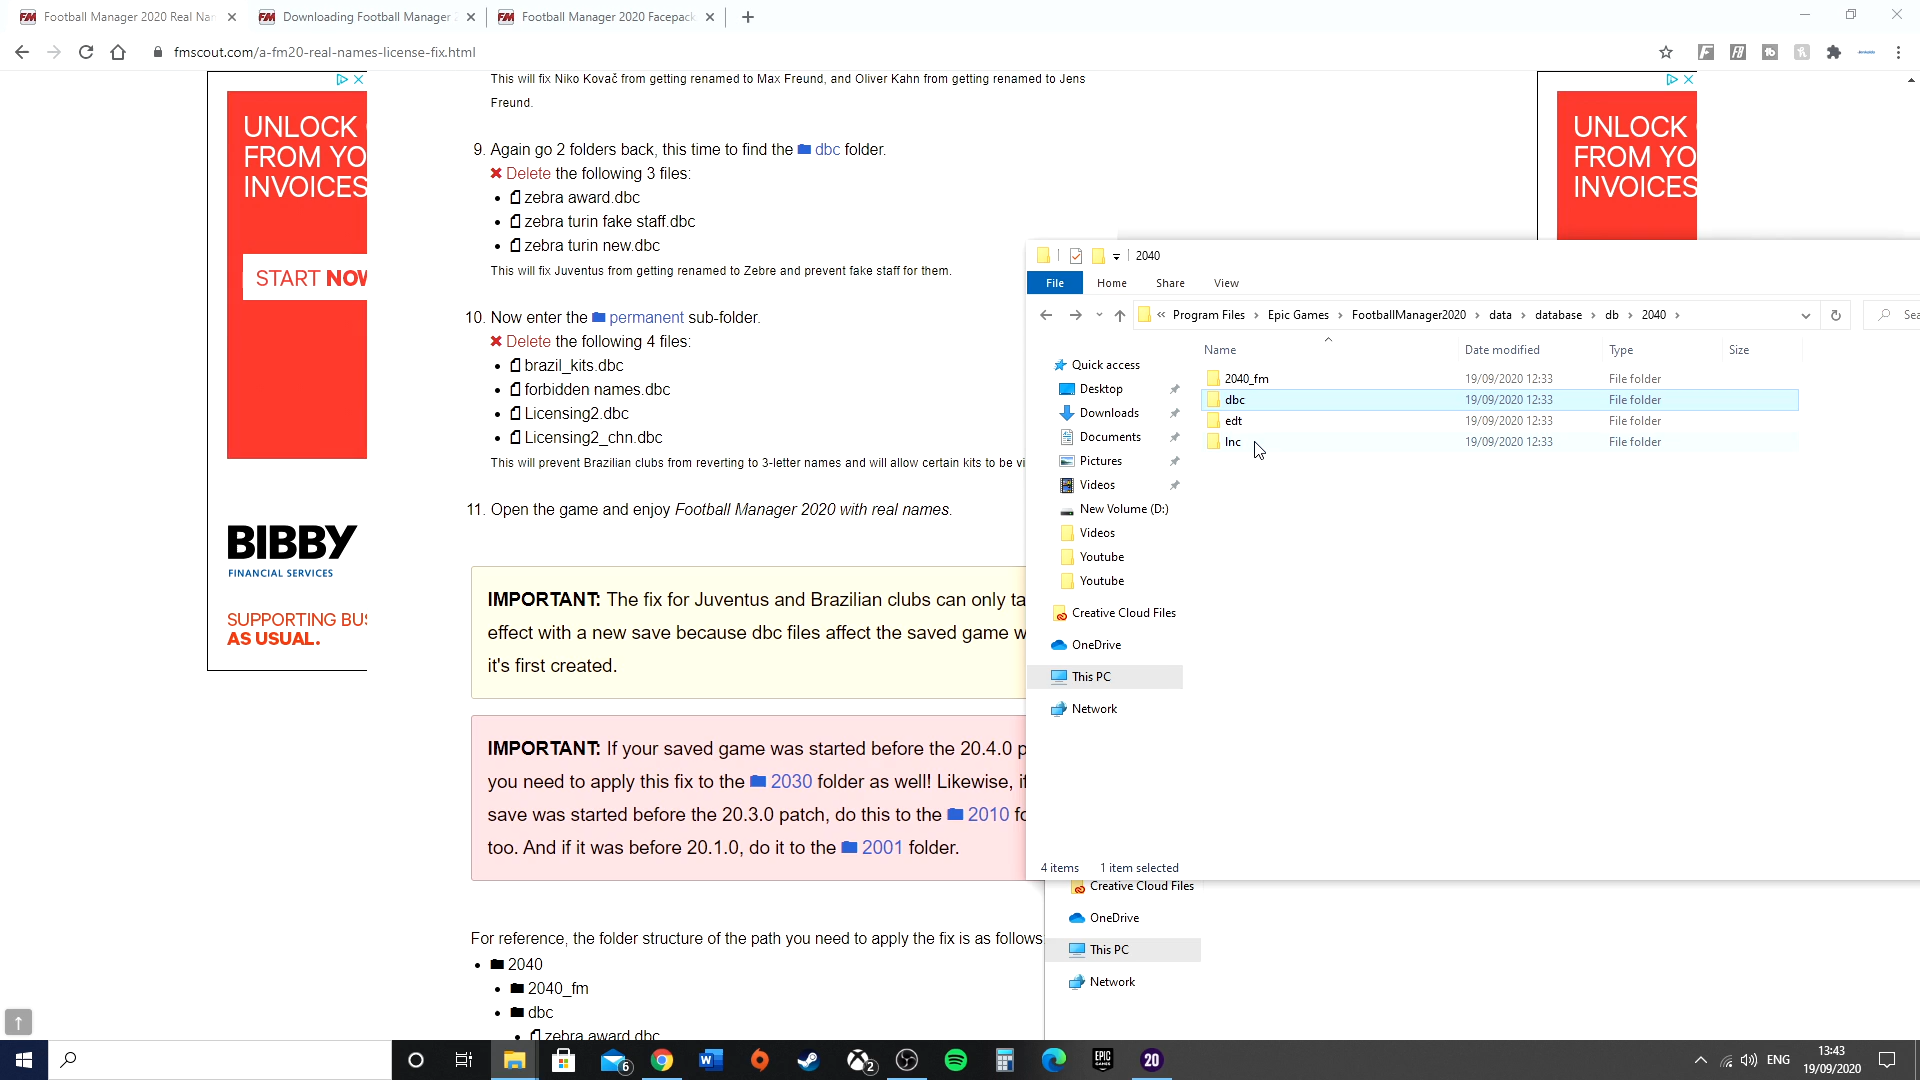 Football Manager 2020 Real Nam
Downloading Football Manager 2
Football Manager 2020 Facepack
fmscout.com/a-fm20-real-names-license-fix.html
UNLOCK
FROM YO
INVOICES
START NOW
BIBBY
FINANCIAL SERVICES
SUPPORTING BUS
AS USUAL.
This will fix Niko Kovač from getting renamed to Max Freund, and Oliver Kahn from getting renamed to Jens
Freund.
9. Again go 2 folders back, this time to find the dbc folder.
Delete the following 3 files:
• zebra award.dbc
• zebra turin fake staff.dbc
• zebra turin new.dbc
This will fix Juventus from getting renamed to Zebre and prevent fake staff for them.
10. Now enter the permanent sub-folder.
Delete the following 4 files:
• brazil_kits.dbc
• forbidden names.dbc
• Licensing2.dbc
• Licensing2_chn.dbc
This will prevent Brazilian clubs from reverting to 3-letter names and will allow certain kits to be vi
11. Open the game and enjoy Football Manager 2020 with real names.
IMPORTANT: The fix for Juventus and Brazilian clubs can only ta
effect with a new save because dbc files affect the saved game w
it's first created.
IMPORTANT: If your saved game was started before the 20.4.0 p
you need to apply this fix to the 2030 folder as well! Likewise, if
save was started before the 20.3.0 patch, do this to the 2010 fo
too. And if it was before 20.1.0, do it to the 2001 folder.
For reference, the folder structure of the path you need to apply the fix is as follows
• 2040
• 2040_fm
• dbc
• zebra award.dbc
UNLOCK
FROM YO
INVOICES
2040
File Home Share View
« Program Files > Epic Games > FootballManager2020 > data > database > db > 2040 >
Sea
Name Date modified Type Size
2040_fm 19/09/2020 12:33 File folder
dbc 19/09/2020 12:33 File folder
edt 19/09/2020 12:33 File folder
lnc 19/09/2020 12:33 File folder
Quick access
Desktop
Downloads
Documents
Pictures
Videos
New Volume (D:)
Videos
Youtube
Youtube
Creative Cloud Files
OneDrive
This PC
Network
4 items 1 item selected
Creative Cloud Files
OneDrive
This PC
Network
6
W
2
EPIC
GAMES
20
ENG
13:43
19/09/2020